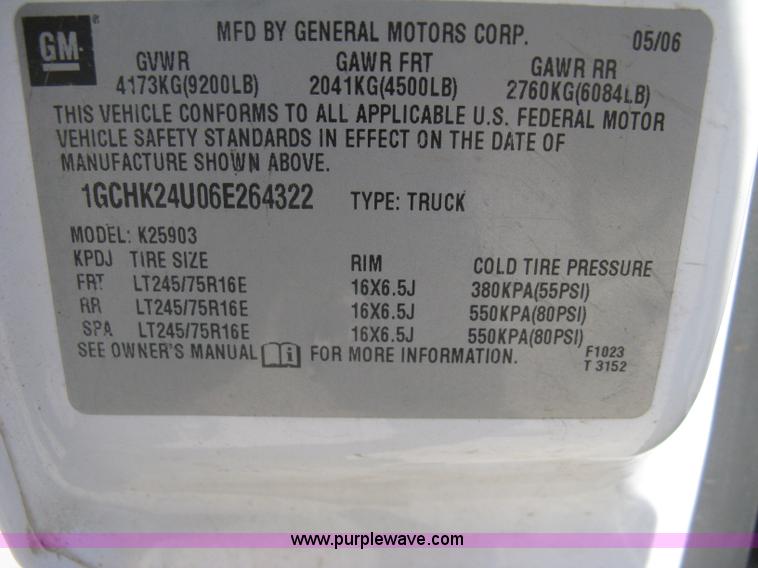 GM
MFD BY GENERAL MOTORS CORP. 05/06
GVWR GAWR FRT GAWR RR
4173KG(9200LB) 2041KG(4500LB) 2760KG(6084LB)
THIS VEHICLE CONFORMS TO ALL APPLICABLE U.S. FEDERAL MOTOR
VEHICLE SAFETY STANDARDS IN EFFECT ON THE DATE OF
MANUFACTURE SHOWN ABOVE.
1GCHK24U06E264322 TYPE: TRUCK
MODEL: K25903
KPDJ TIRE SIZE RIM COLD TIRE PRESSURE
FRT LT245/75R16E 16X6.5J 380KPA(55PSI)
RR LT245/75R16E 16X6.5J 550KPA(80PSI)
SPA LT245/75R16E 16X6.5J 550KPA(80PSI)
SEE OWNER'S MANUAL i FOR MORE INFORMATION. F1023
T 3152
www.purplewave.com